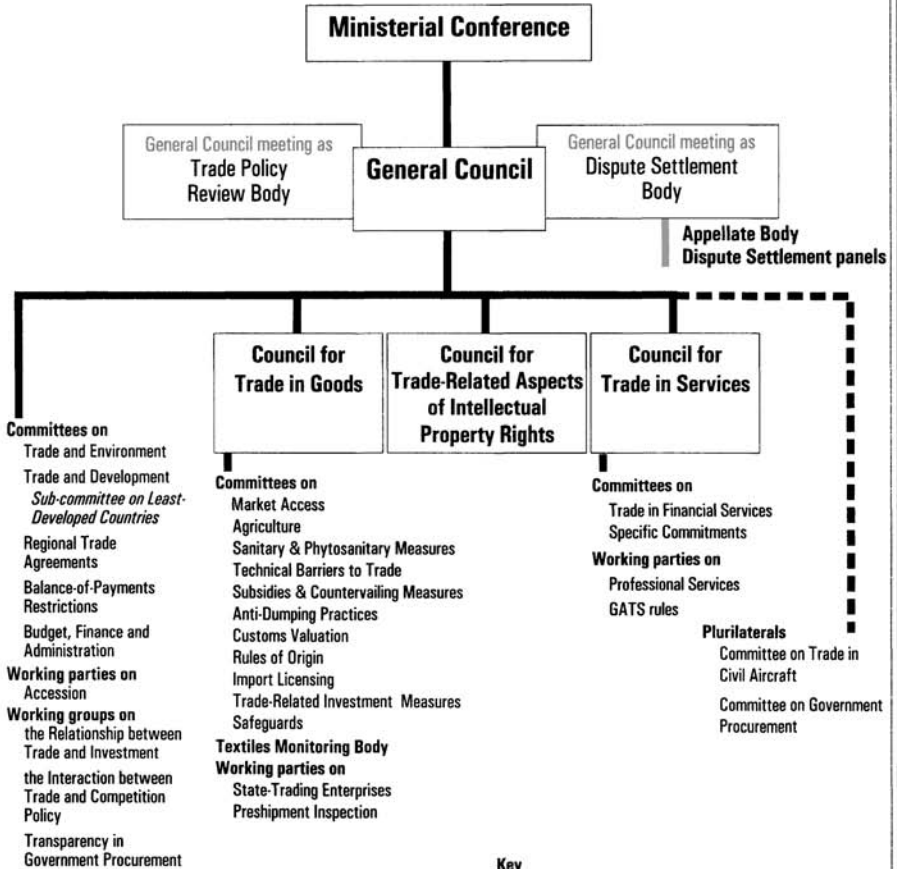 Ministerial Conference
General Council meeting as
Trade Policy
Review Body
General Council
General Council meeting as
Dispute Settlement
Body
Appellate Body
Dispute Settlement panels
Council for
Trade in Goods
Council for
Trade-Related Aspects
of Intellectual
Property Rights
Council for
Trade in Services
Committees on
Trade and Environment
Trade and Development
Sub-committee on Least-
Developed Countries
Regional Trade
Agreements
Balance-of-Payments
Restrictions
Budget, Finance and
Administration
Working parties on
Accession
Working groups on
the Relationship between
Trade and Investment
the Interaction between
Trade and Competition
Policy
Transparency in
Government Procurement
Committees on
Market Access
Agriculture
Sanitary & Phytosanitary Measures
Technical Barriers to Trade
Subsidies & Countervailing Measures
Anti-Dumping Practices
Customs Valuation
Rules of Origin
Import Licensing
Trade-Related Investment Measures
Safeguards
Textiles Monitoring Body
Working parties on
State-Trading Enterprises
Preshipment Inspection
Committees on
Trade in Financial Services
Specific Commitments
Working parties on
Professional Services
GATS rules
Plurilaterals
Committee on Trade in
Civil Aircraft
Committee on Government
Procurement
Key